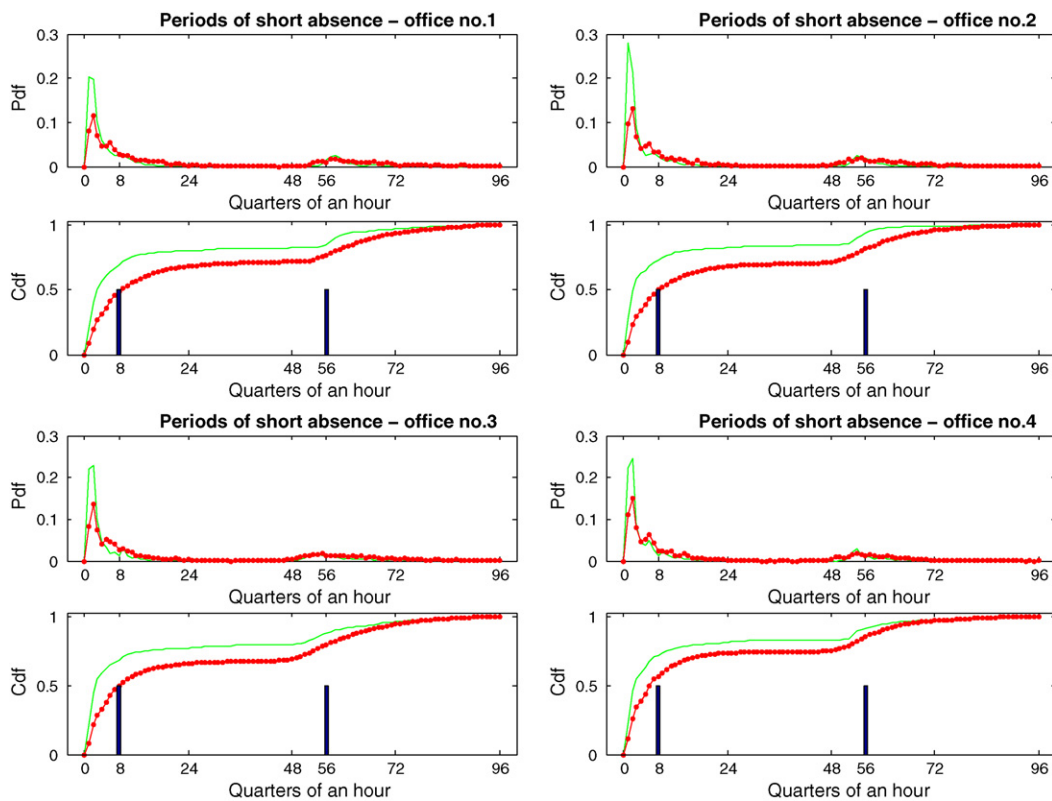 Periods of short absence – office no.1
0.3
0.2
0.1
0
Pdf
0 8 24 48 56 72 96
Quarters of an hour
1
0.5
0
Cdf
0 8 24 48 56 72 96
Quarters of an hour
Periods of short absence – office no.2
0.3
0.2
0.1
0
Pdf
0 8 24 48 56 72 96
Quarters of an hour
1
0.5
0
Cdf
0 8 24 48 56 72 96
Quarters of an hour
Periods of short absence – office no.3
0.3
0.2
0.1
0
Pdf
0 8 24 48 56 72 96
Quarters of an hour
1
0.5
0
Cdf
0 8 24 48 56 72 96
Quarters of an hour
Periods of short absence – office no.4
0.3
0.2
0.1
0
Pdf
0 8 24 48 56 72 96
Quarters of an hour
1
0.5
0
Cdf
0 8 24 48 56 72 96
Quarters of an hour